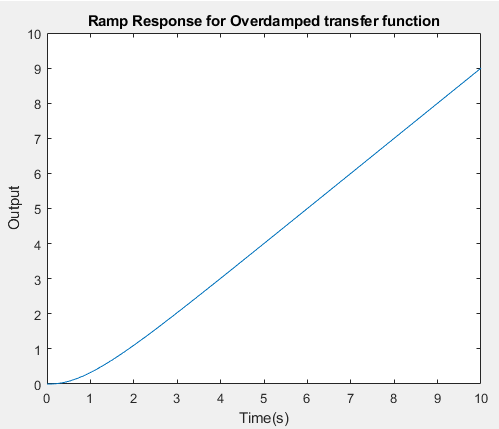 Ramp Response for Overdamped transfer function
10
9
8
7
6
5
4
3
2
1
0
Output
0 1 2 3 4 5 6 7 8 9 10
Time(s)